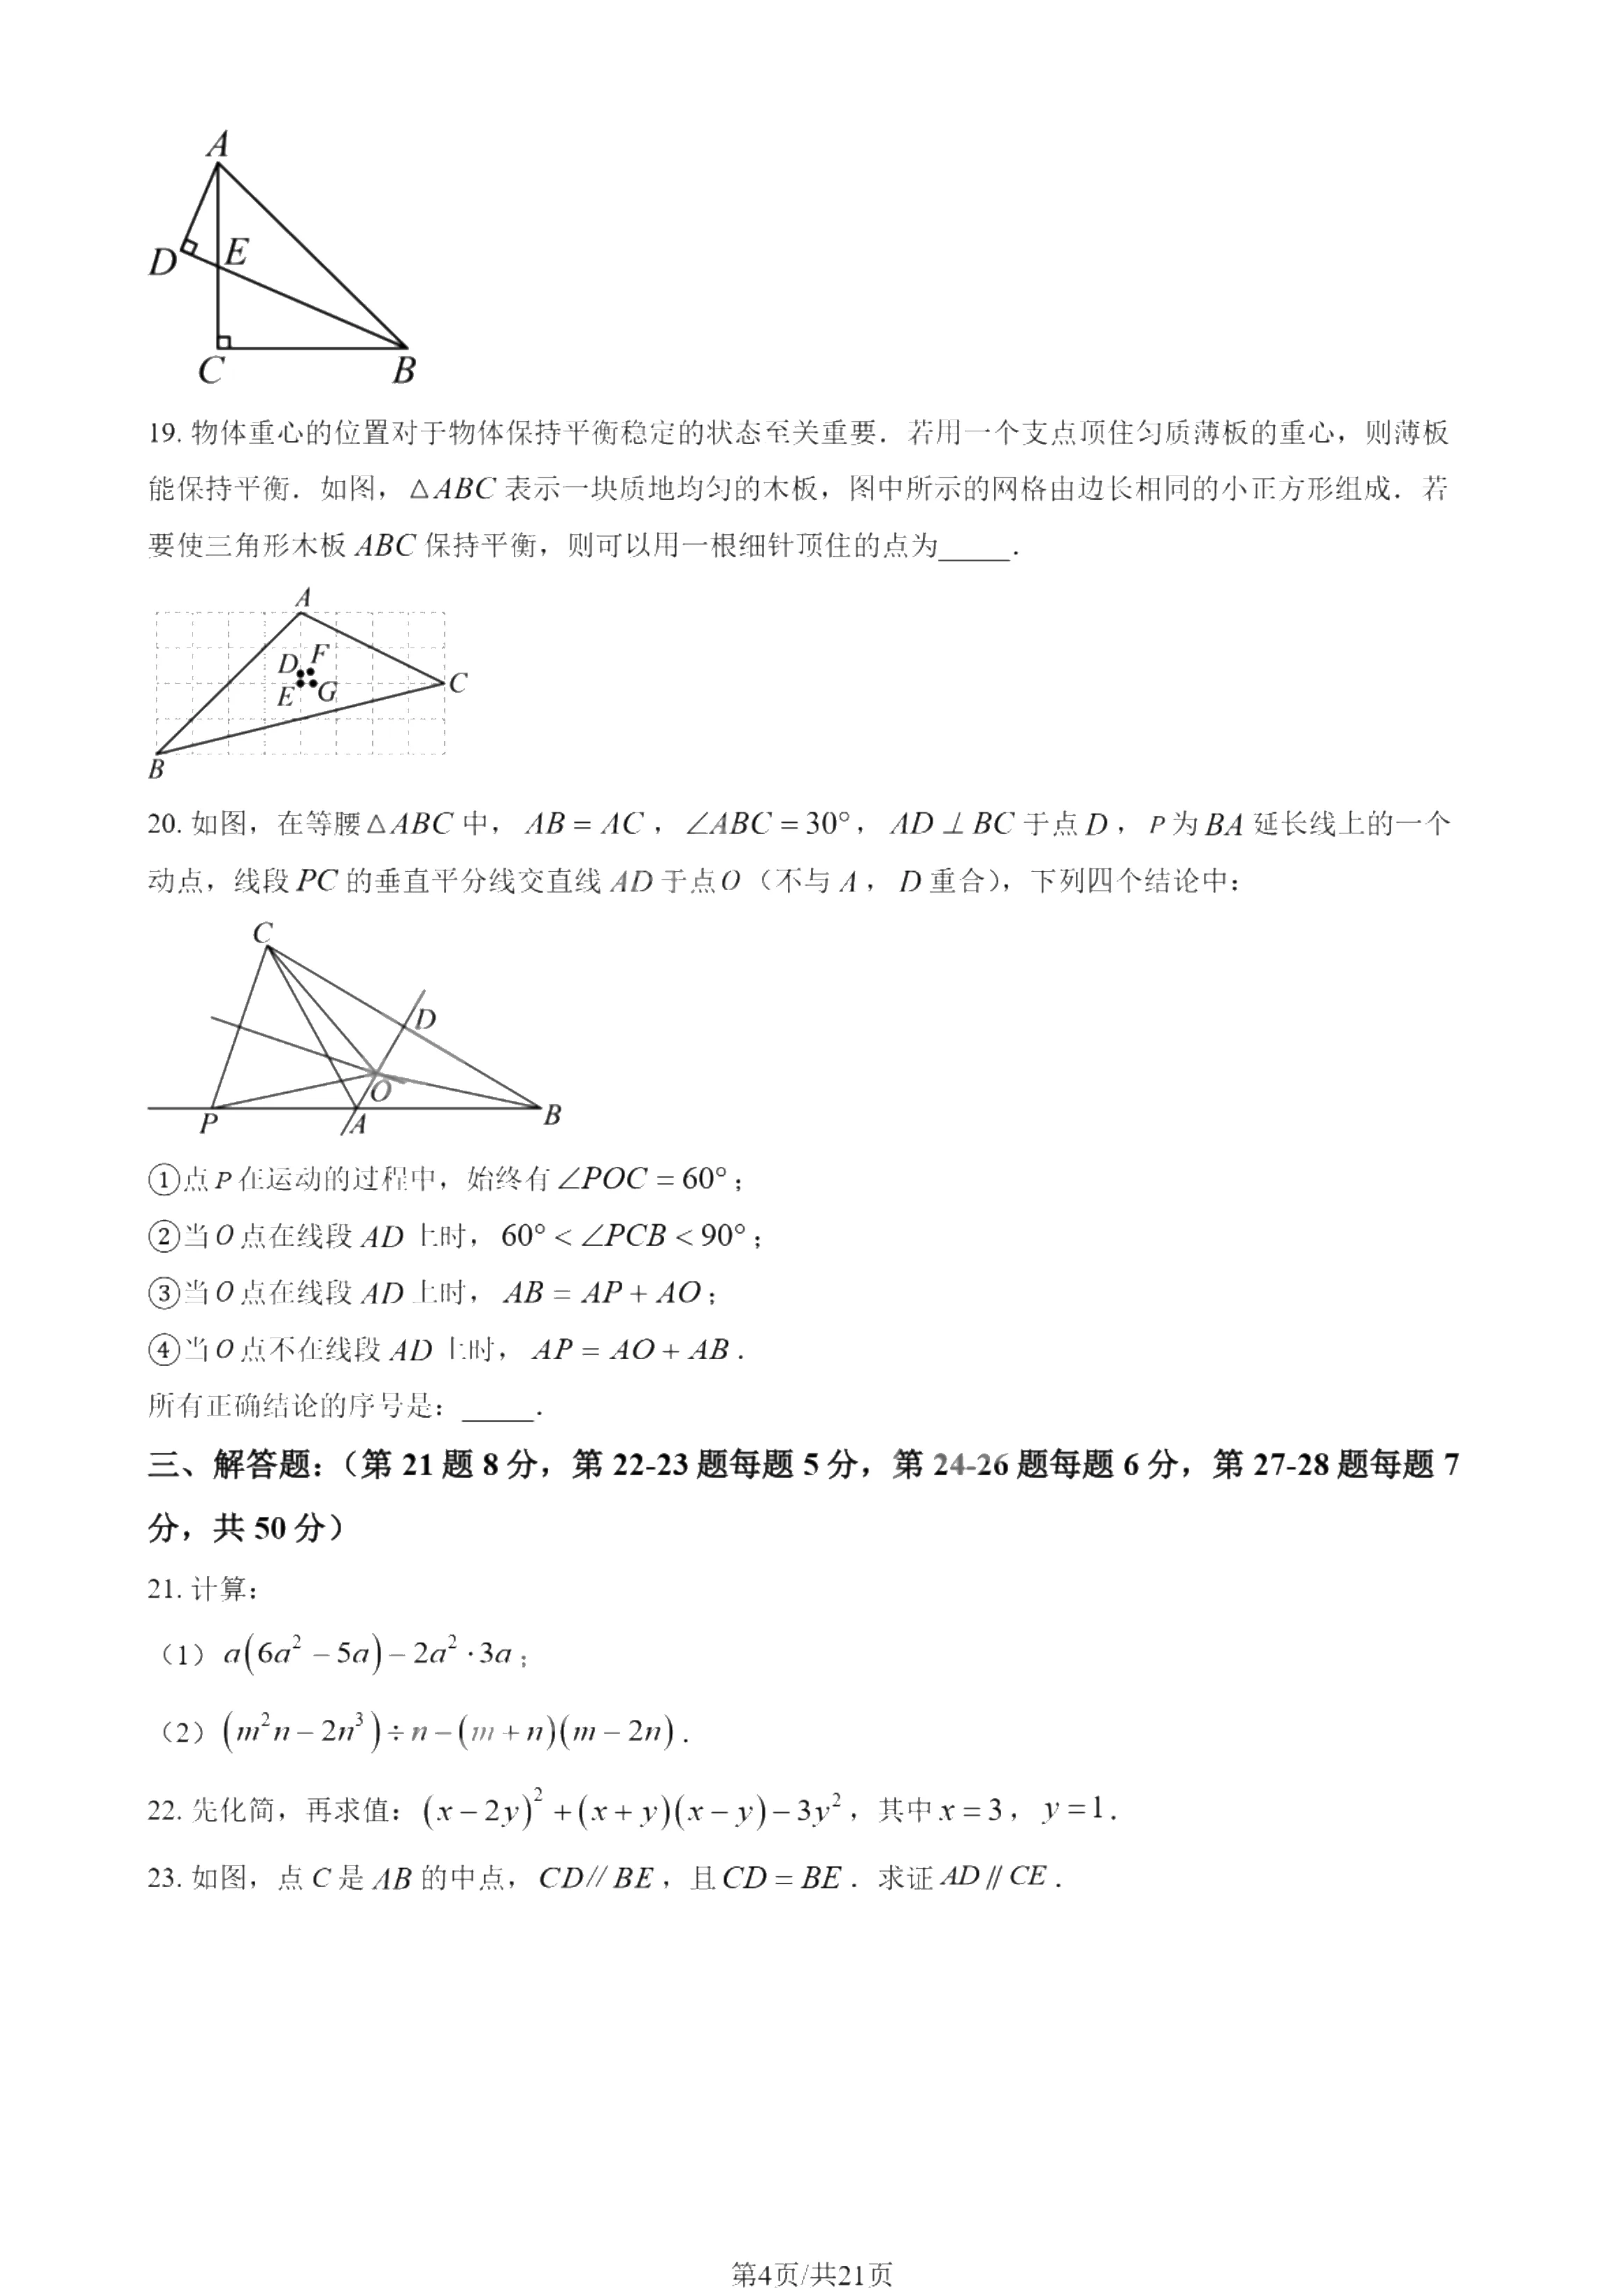 A
D
E
C
B
19. 物体重心的位置对于物体保持平衡稳定的状态至关重要．若用一个支点顶住匀质薄板的重心，则薄板
能保持平衡．如图，△ABC 表示一块质地均匀的木板，图中所示的网格由边长相同的小正方形组成．若
要使三角形木板 ABC 保持平衡，则可以用一根细针顶住的点为_____．
A
D F
E G
C
B
20. 如图，在等腰△ABC 中，AB = AC，∠ABC = 30°，AD ⊥ BC 于点 D，P 为 BA 延长线上的一个
动点，线段 PC 的垂直平分线交直线 AD 于点 O（不与 A，D 重合），下列四个结论中：
C
D
O
P
A
B
①点 P 在运动的过程中，始终有 ∠POC = 60°；
②当 O 点在线段 AD 上时，60° < ∠PCB < 90°；
③当 O 点在线段 AD 上时，AB = AP + AO；
④当 O 点不在线段 AD 上时，AP = AO + AB．
所有正确结论的序号是：_____．
三、解答题：（第 21 题 8 分，第 22-23 题每题 5 分，第 24-26 题每题 6 分，第 27-28 题每题 7
分，共 50 分）
21. 计算：
（1）a(6a² − 5a) − 2a² · 3a；
（2）(m²n − 2n³) ÷ n − (m + n)(m − 2n)．
22. 先化简，再求值：(x − 2y)² + (x + y)(x − y) − 3y²，其中 x = 3，y = 1．
23. 如图，点 C 是 AB 的中点，CD∥BE，且 CD = BE．求证 AD∥CE．
第4页/共21页